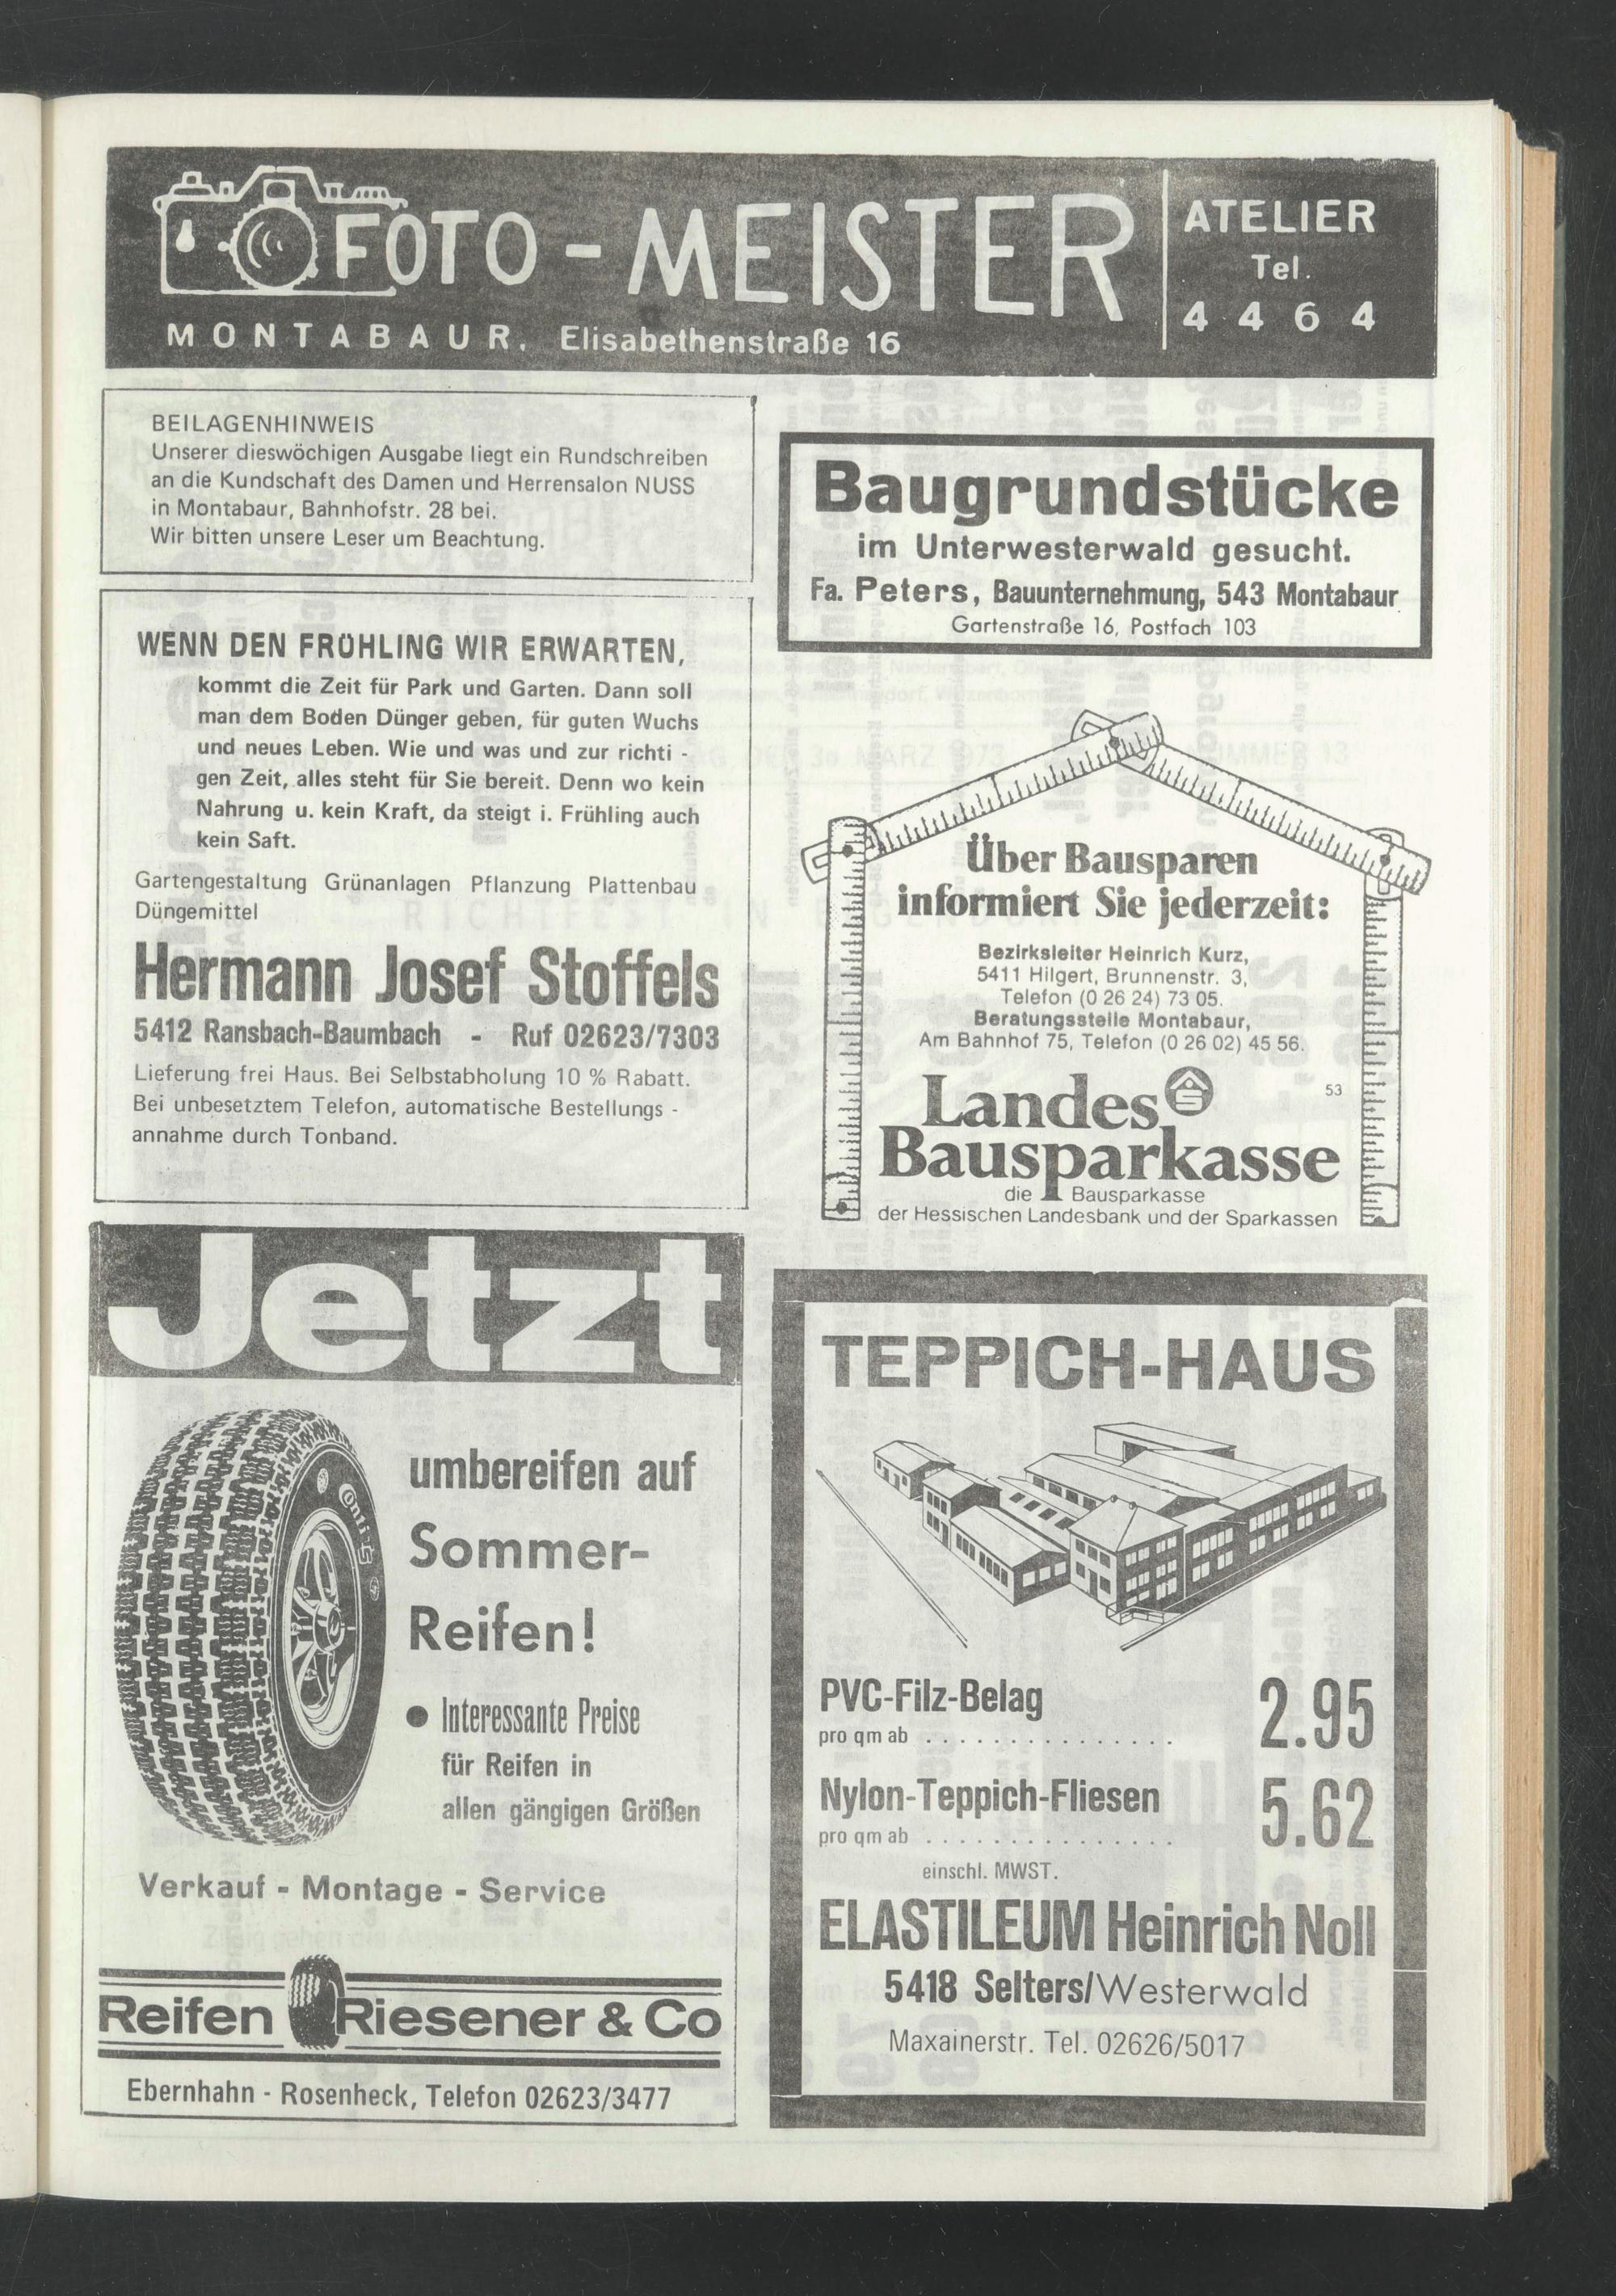 FOTO-MEISTER
MONTABAUR, Elisabethenstraße 16
ATELIER
Tel.
4 4 6 4
BEILAGENHINWEIS
Unserer dieswöchigen Ausgabe liegt ein Rundschreiben
an die Kundschaft des Damen und Herrensalon NUSS
in Montabaur, Bahnhofstr. 28 bei.
Wir bitten unsere Leser um Beachtung.
WENN DEN FRÜHLING WIR ERWARTEN,
kommt die Zeit für Park und Garten. Dann soll
man dem Boden Dünger geben, für guten Wuchs
und neues Leben. Wie und was und zur richti -
gen Zeit, alles steht für Sie bereit. Denn wo kein
Nahrung u. kein Kraft, da steigt i. Frühling auch
kein Saft.
Gartengestaltung Grünanlagen Pflanzung Plattenbau
Düngemittel
Hermann Josef Stoffels
5412 Ransbach-Baumbach - Ruf 02623/7303
Lieferung frei Haus. Bei Selbstabholung 10 % Rabatt.
Bei unbesetztem Telefon, automatische Bestellungs -
annahme durch Tonband.
Jetzt
Conti
umbereifen auf
Sommer-
Reifen!
● Interessante Preise
für Reifen in
allen gängigen Größen
Verkauf - Montage - Service
Reifen Riesener & Co
Ebernhahn - Rosenheck, Telefon 02623/3477
Baugrundstücke
im Unterwesterwald gesucht.
Fa. Peters, Bauunternehmung, 543 Montabaur
Gartenstraße 16, Postfach 103
Über Bausparen
informiert Sie jederzeit:
Bezirksleiter Heinrich Kurz,
5411 Hilgert, Brunnenstr. 3,
Telefon (0 26 24) 73 05.
Beratungsstelle Montabaur,
Am Bahnhof 75, Telefon (0 26 02) 45 56.
53
Landes
Bausparkasse
die Bausparkasse
der Hessischen Landesbank und der Sparkassen
TEPPICH-HAUS
PVC-Filz-Belag
pro qm ab . . . . . . . . . . . . . . . 2.95
Nylon-Teppich-Fliesen
pro qm ab . . . . . . . . . . . . . . . 5.62
einschl. MWST.
ELASTILEUM Heinrich Noll
5418 Selters/Westerwald
Maxainerstr. Tel. 02626/5017